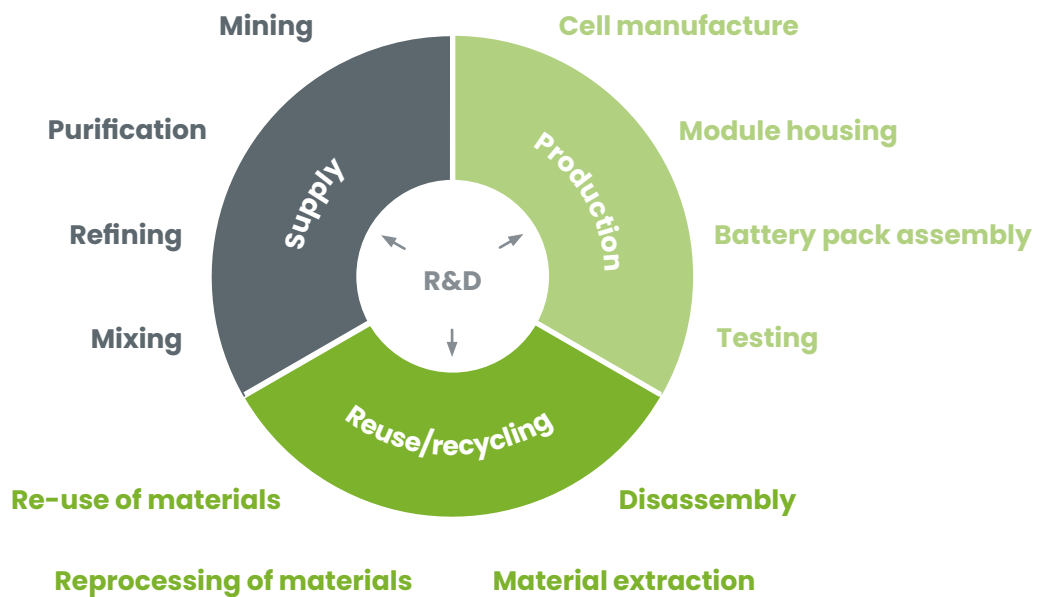 Mining
Cell manufacture
Purification
Module housing
supply
Production
Refining
Battery pack assembly
R&D
Mixing
Testing
Reuse/recycling
Re-use of materials
Disassembly
Reprocessing of materials
Material extraction